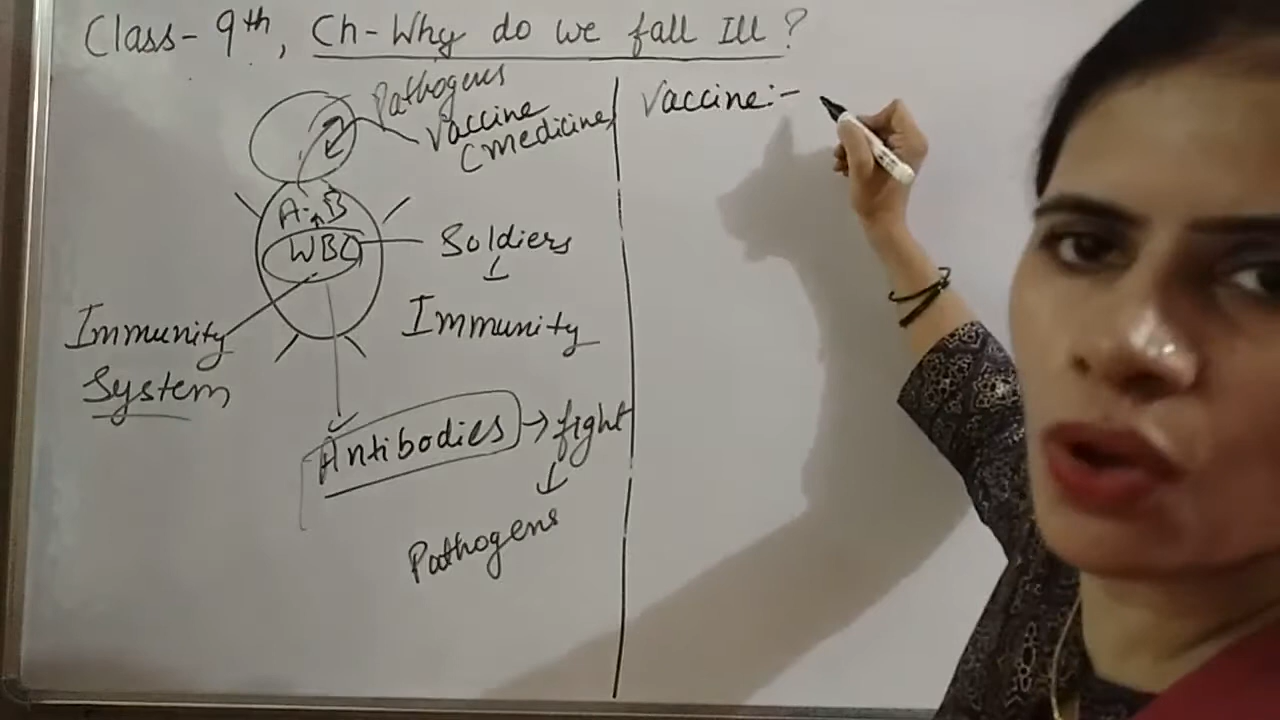 Class-9th, Ch-Why do we fall Ill?
Pathogens
Vaccine
(Medicine)
A.B
WBC
Soldiers
Immunity
System
Immunity
Antibodies → fight
Pathogens
Vaccine:-